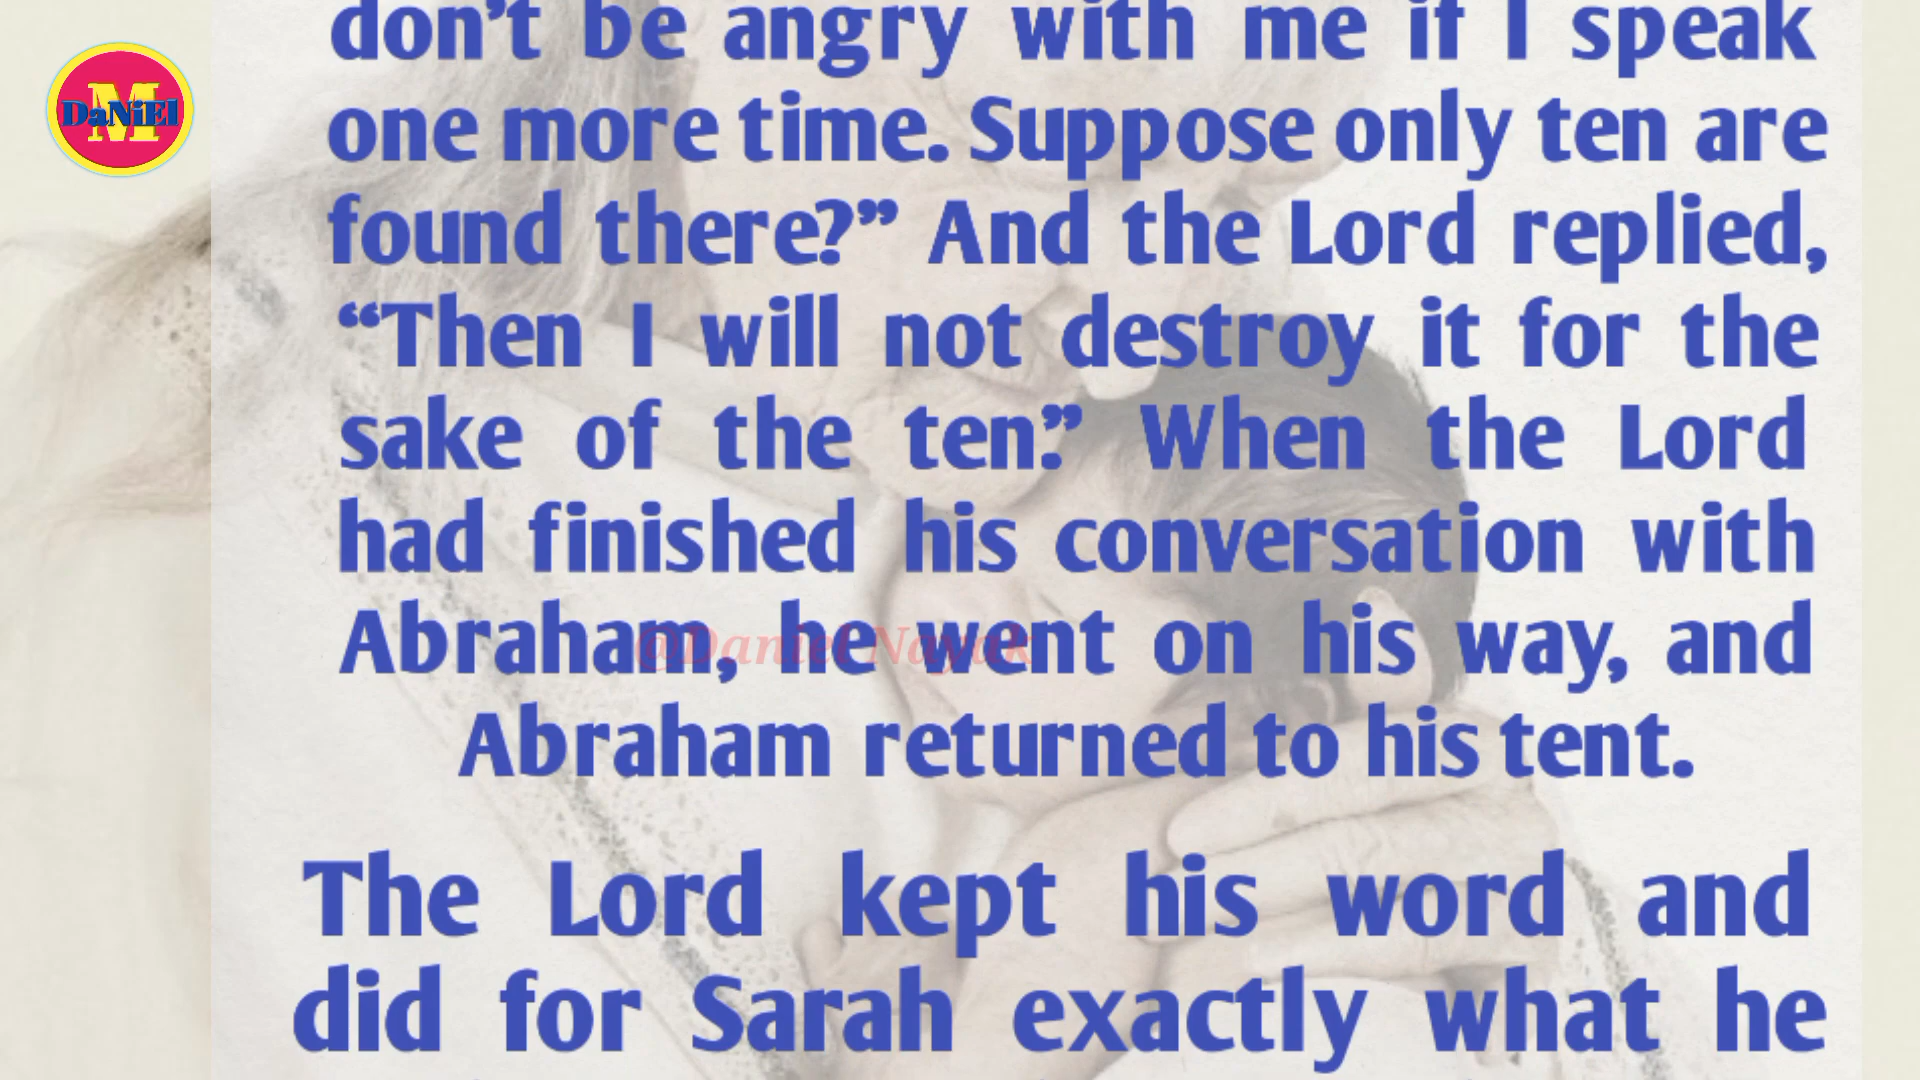 DaNiEl
M
don’t be angry with me if I speak
one more time. Suppose only ten are
found there?” And the Lord replied,
“Then I will not destroy it for the
sake of the ten.” When the Lord
had finished his conversation with
Abraham, he went on his way, and
@Daniel Nayak
Abraham returned to his tent.
The Lord kept his word and
did for Sarah exactly what he